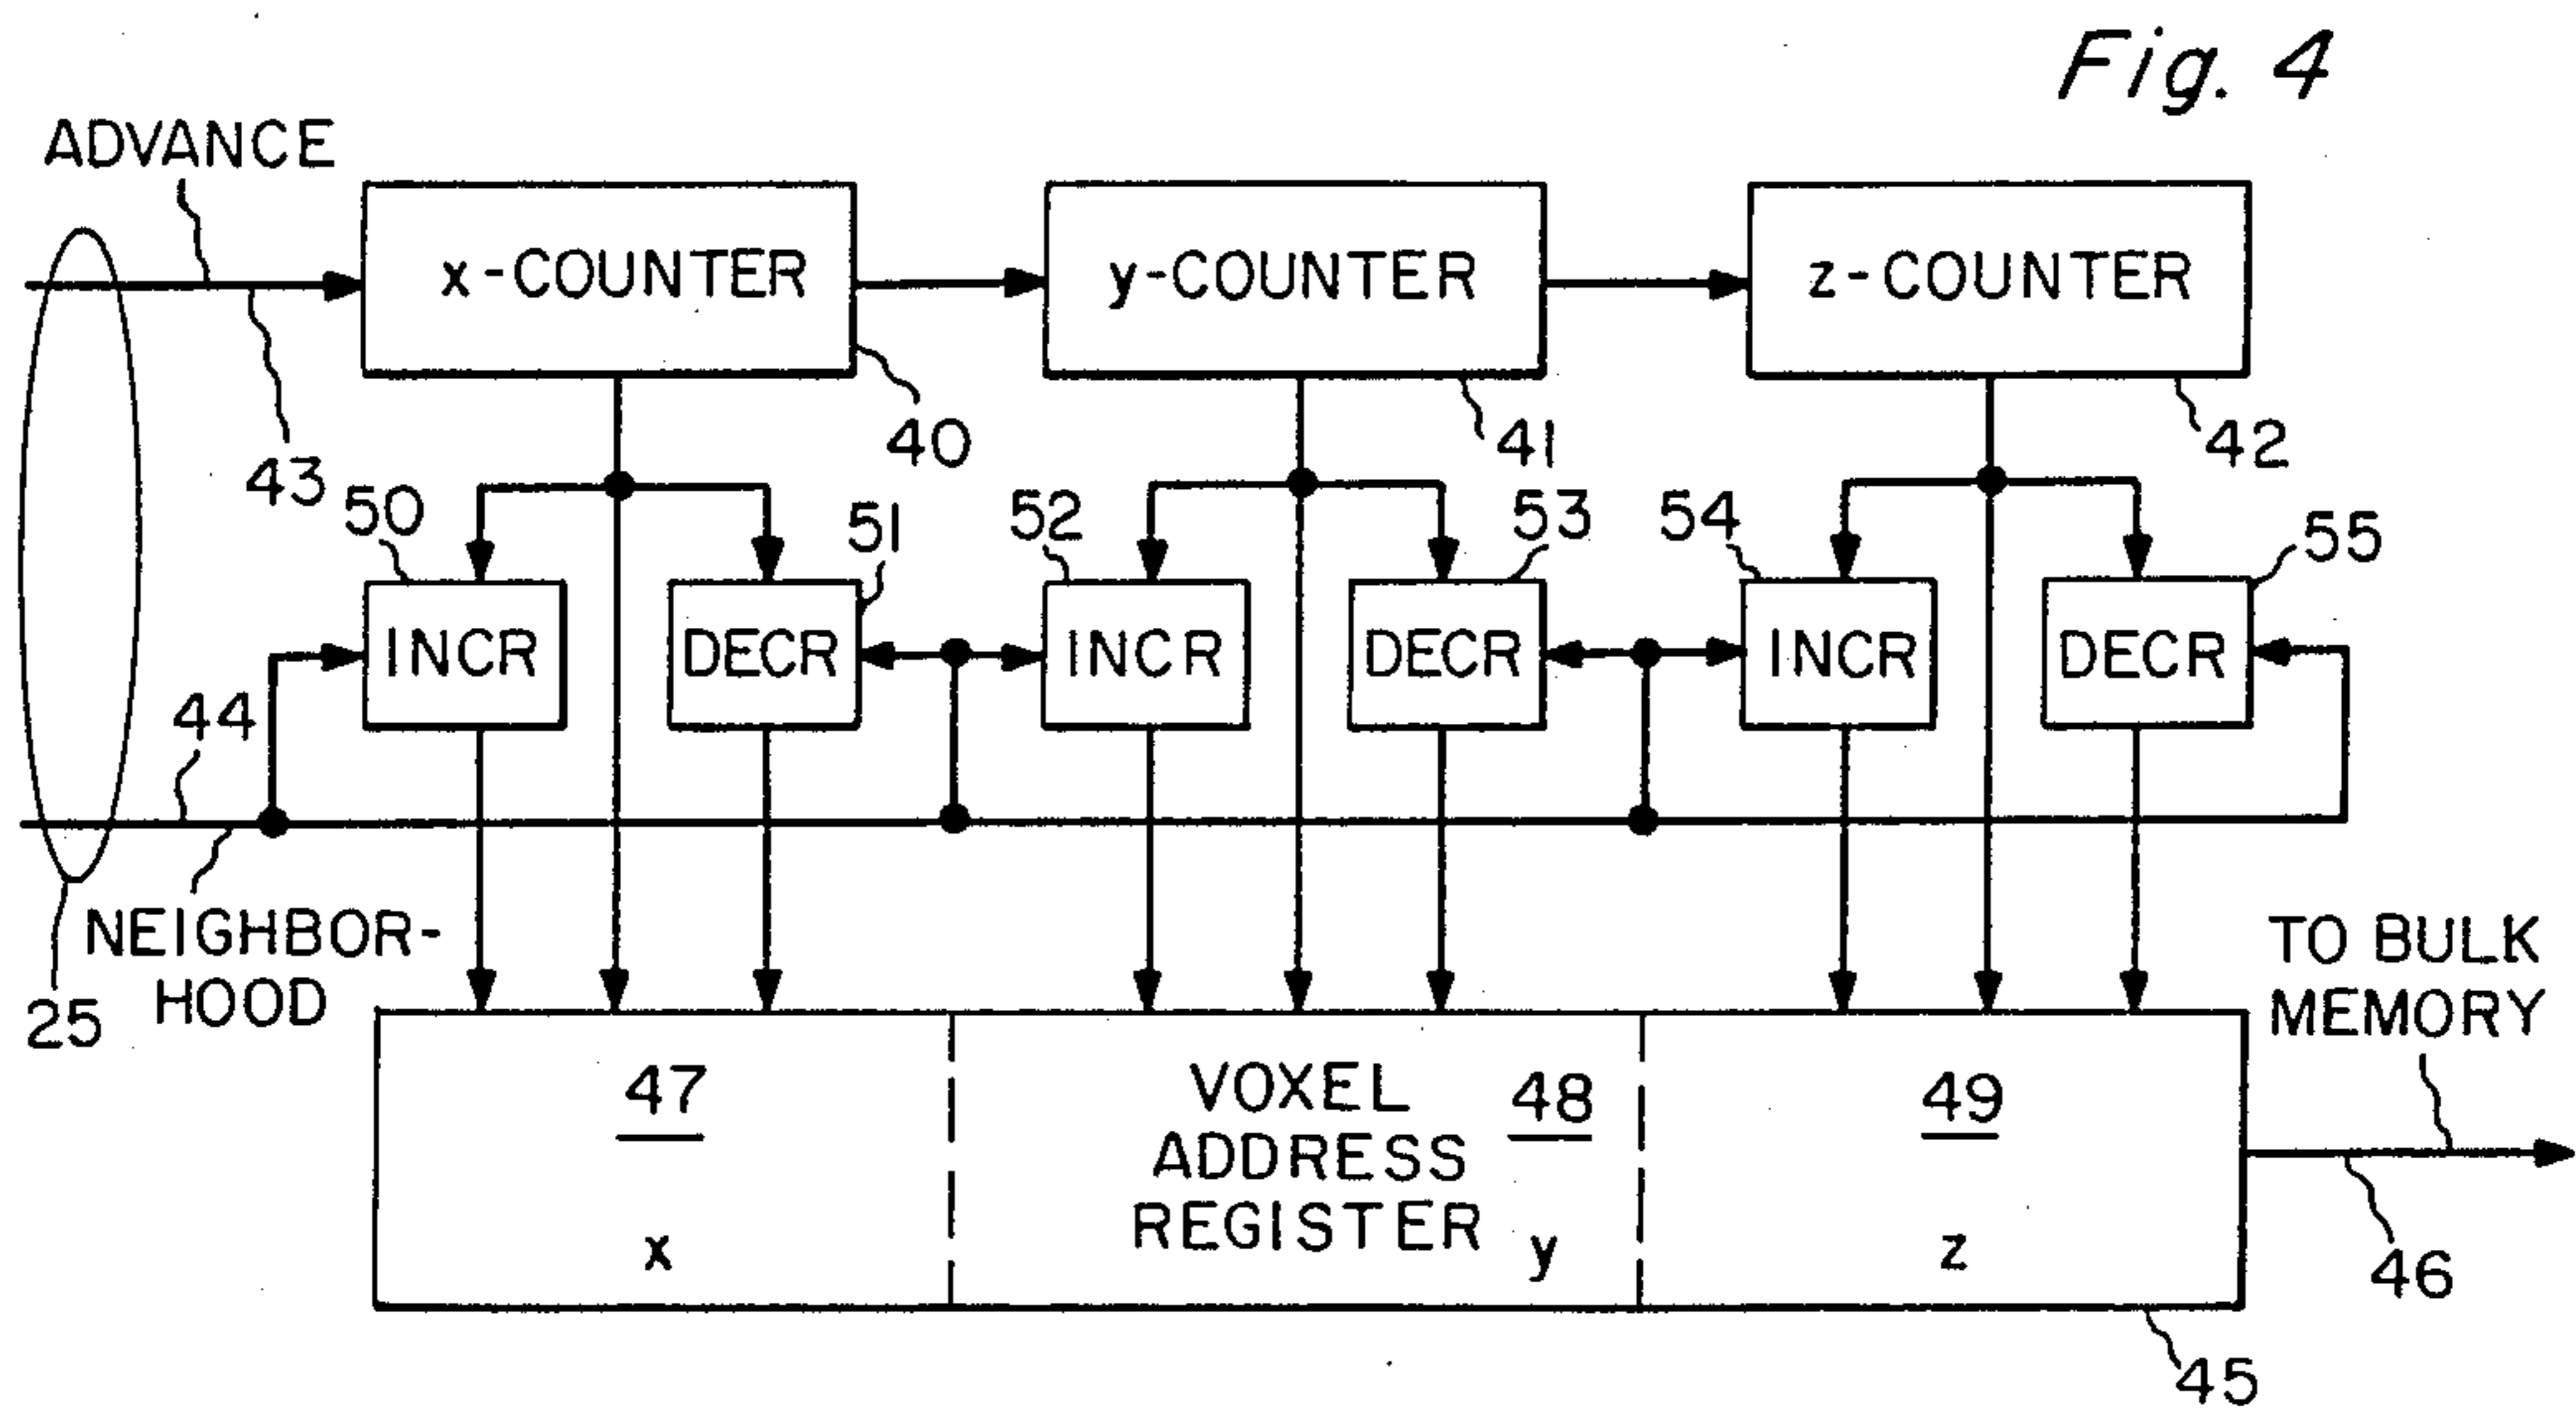 Fig. 4
ADVANCE
x-COUNTER
y-COUNTER
z-COUNTER
40
41
42
43
50
51
52
53
54
55
INCR
DECR
INCR
DECR
INCR
DECR
44
NEIGHBOR-
HOOD
25
TO BULK
MEMORY
47
VOXEL
ADDRESS
REGISTER
48
49
x
y
z
46
45